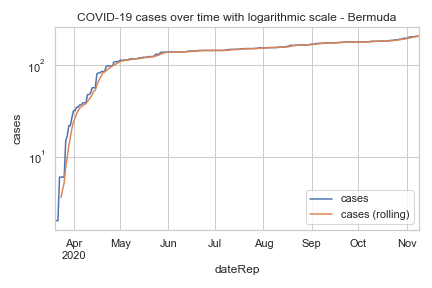 COVID-19 cases over time with logarithmic scale - Bermuda
cases
10²
10¹
cases
cases (rolling)
Apr
2020
May
Jun
Jul
Aug
Sep
Oct
Nov
dateRep